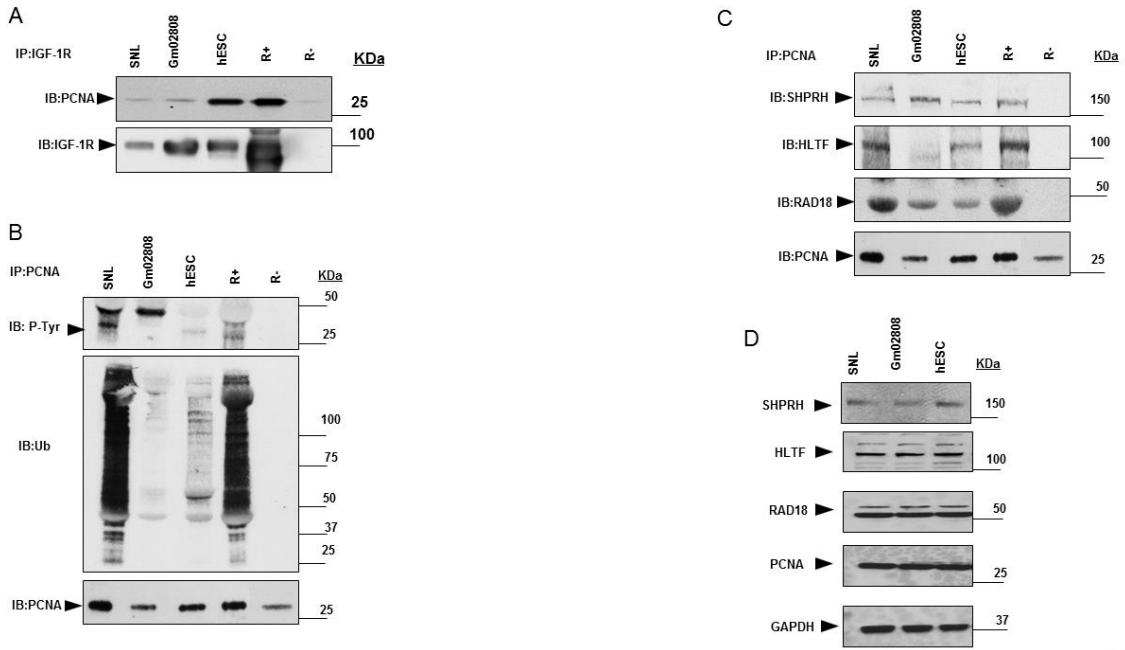 A
IP:IGF-1R
SNL
Gm02808
hESC
R+
R-
KDa
IB:PCNA
25
IB:IGF-1R
100
B
IP:PCNA
SNL
Gm02808
hESC
R+
R-
KDa
50
IB: P-Tyr
25
IB:Ub
100
75
50
37
25
IB:PCNA
25
C
IP:PCNA
SNL
Gm02808
hESC
R+
R-
KDa
IB:SHPRH
150
IB:HLTF
100
50
IB:RAD18
IB:PCNA
25
D
SNL
Gm02808
hESC
KDa
SHPRH
150
HLTF
100
RAD18
50
PCNA
25
GAPDH
37